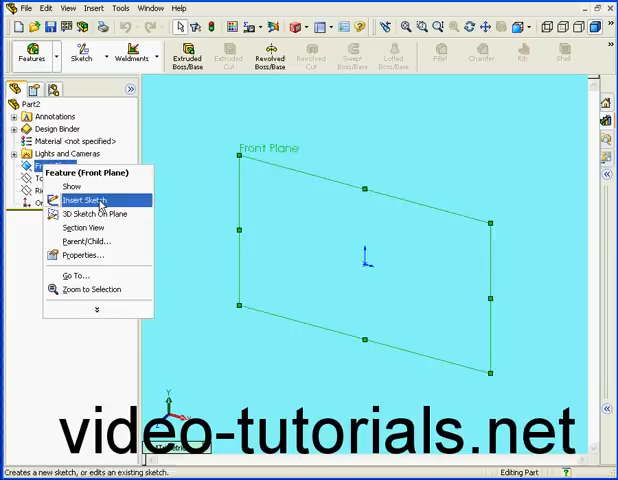 File Edit View Insert Tools Window Help
Features
Sketch
Weldments
Extruded Boss/Base
Extruded Cut
Revolved Boss/Base
Revolved Cut
Swept Boss/Base
Lofted Boss/Base
Fillet
Chamfer
Rib
Shell
Part2
Annotations
Design Binder
Material <not specified>
Lights and Cameras
Feature (Front Plane)
Show
Insert Sketch
3D Sketch On Plane
Section View
Parent/Child...
Properties...
Go To...
Zoom to Selection
Front Plane
Y
X
video-tutorials.net
Creates a new sketch, or edits an existing sketch.
Editing Part